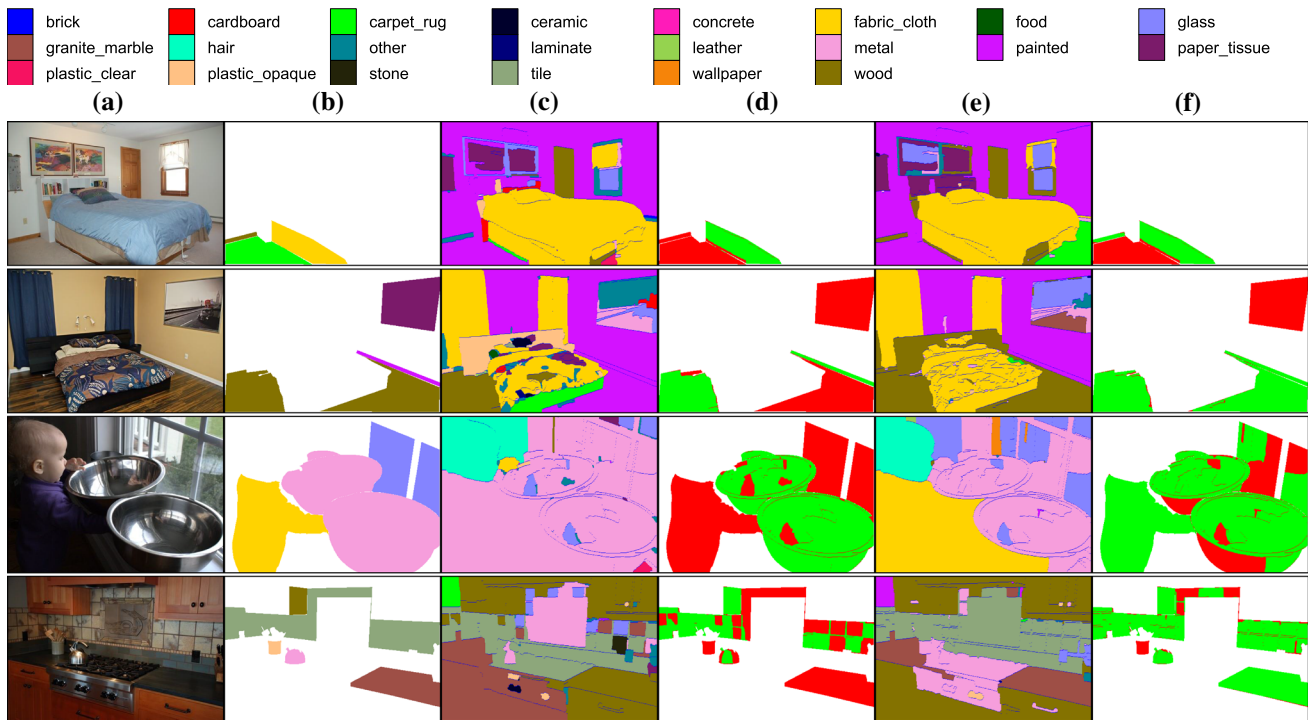 brick cardboard carpet_rug ceramic concrete fabric_cloth food glass
granite_marble hair other laminate leather metal painted paper_tissue
plastic_clear plastic_opaque stone tile wallpaper wood
(a) (b) (c) (d) (e) (f)